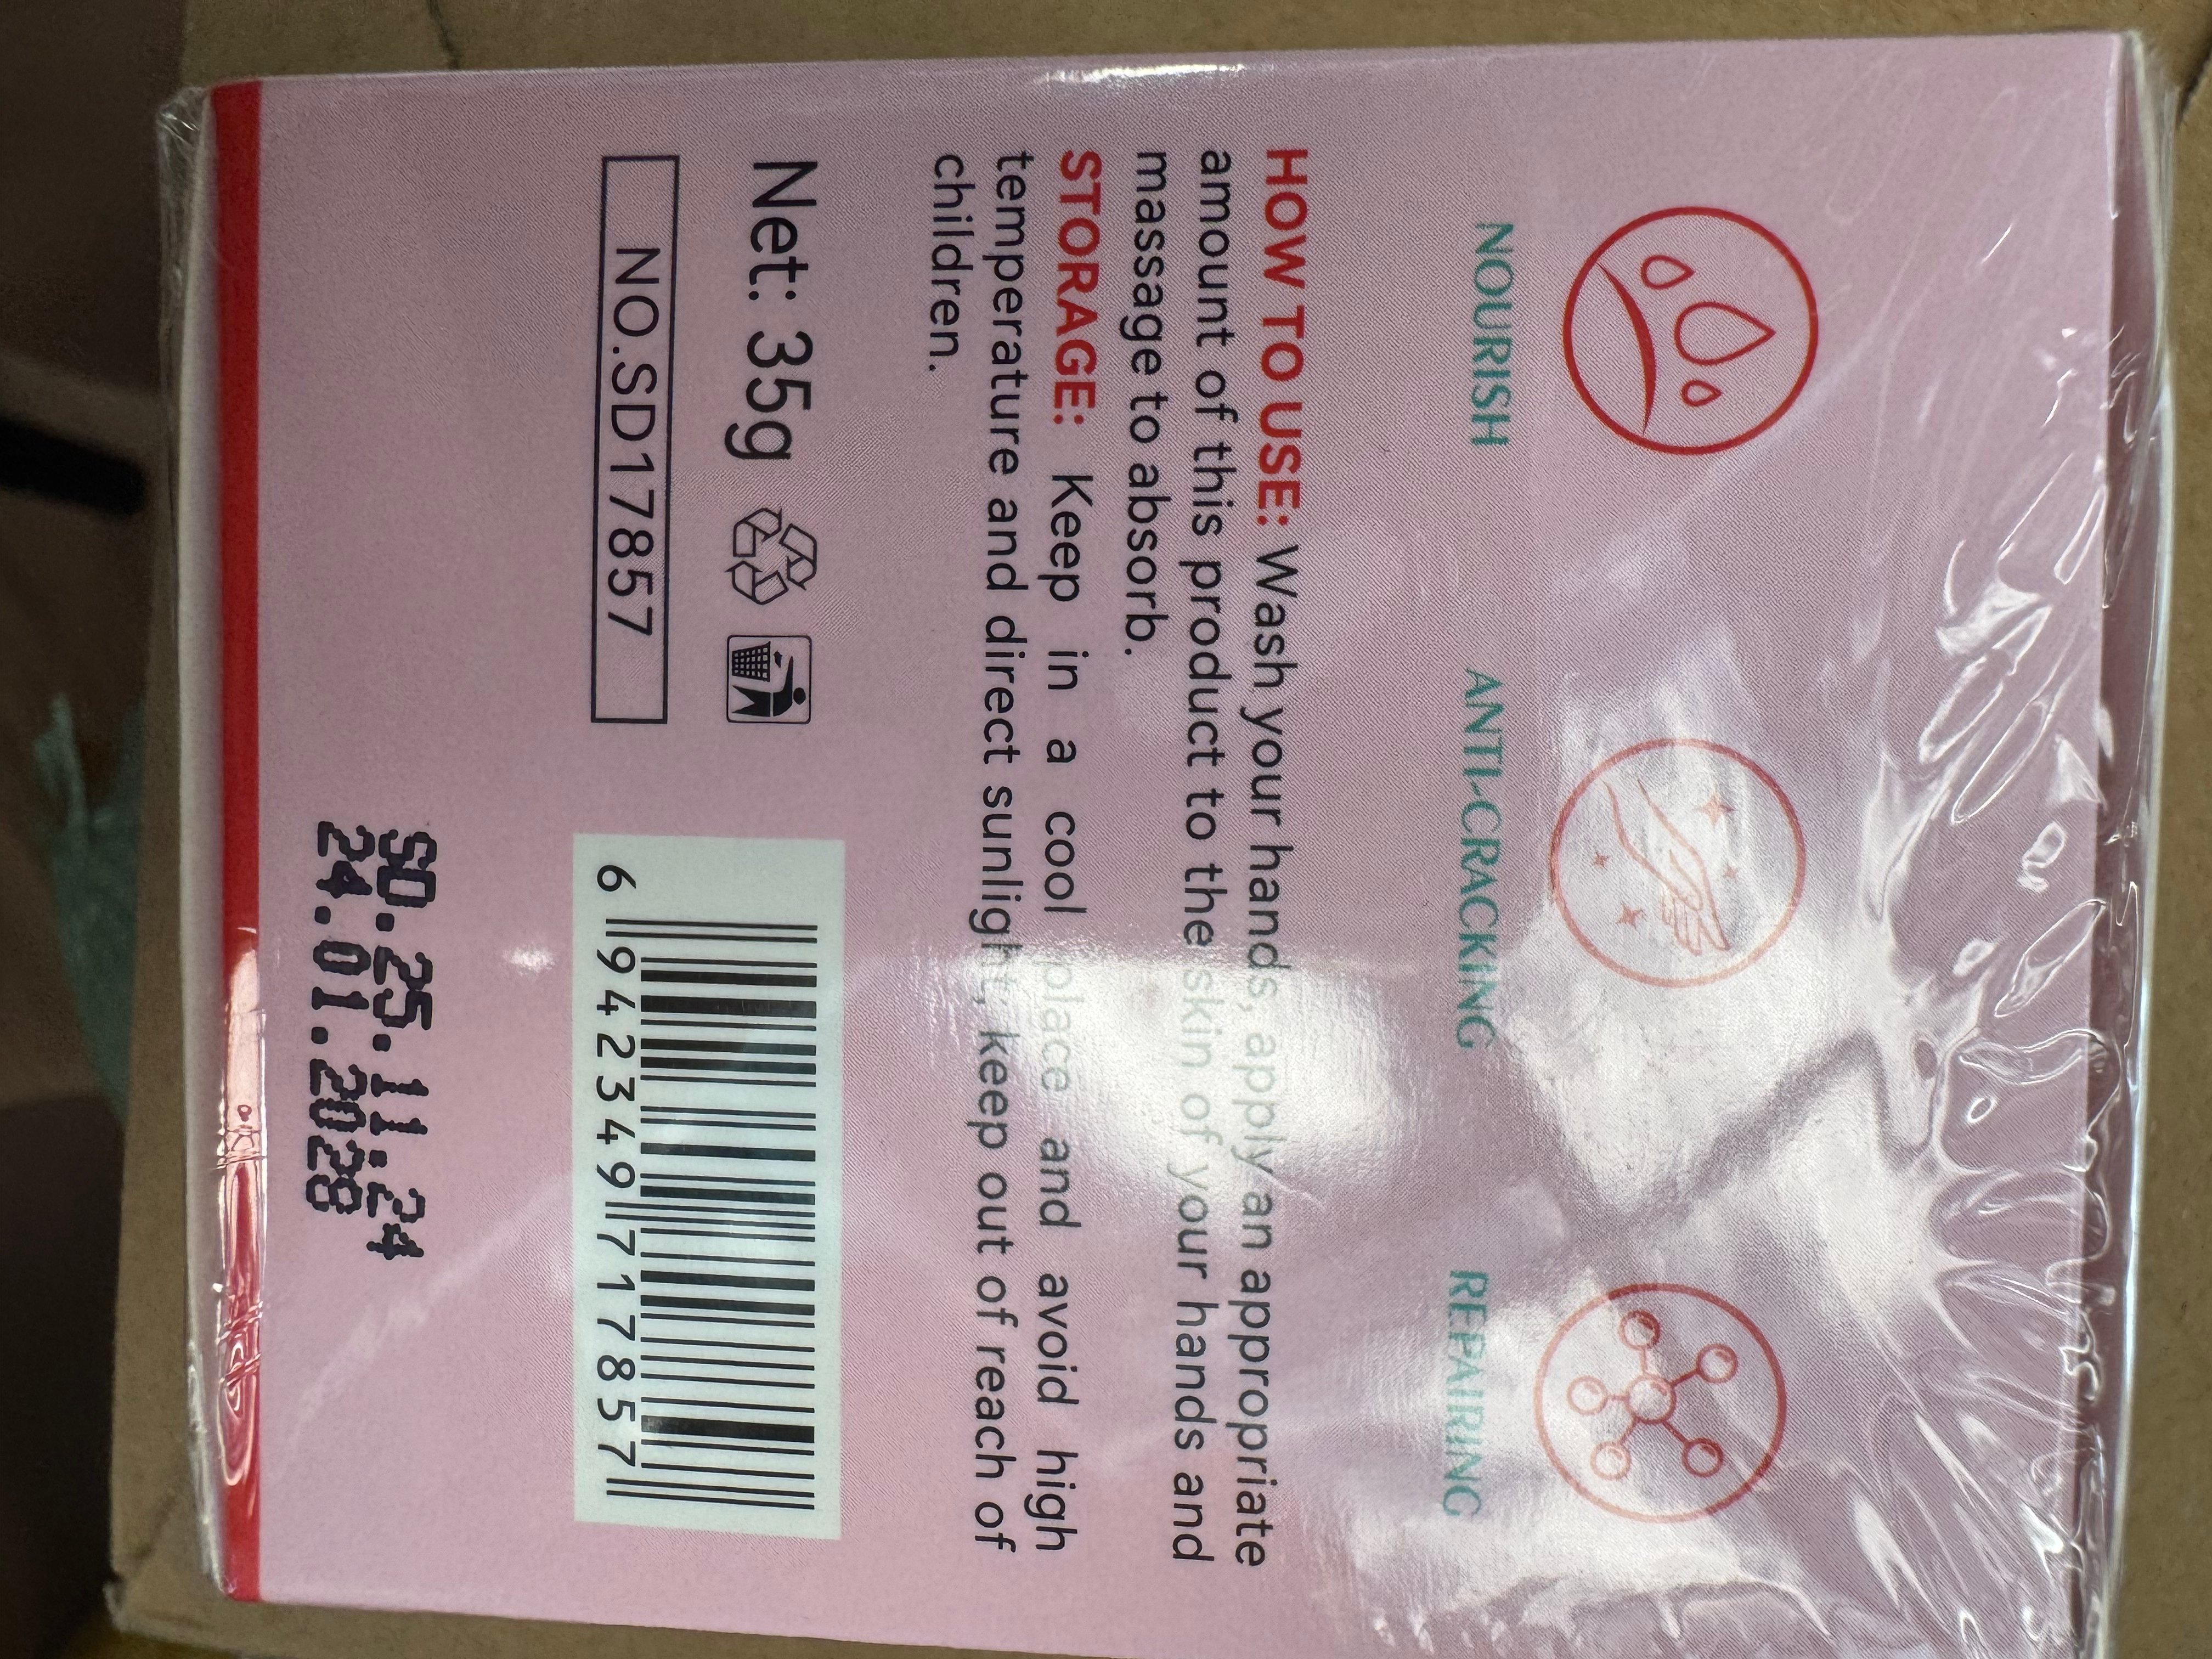 NOURISH
ANTI-CRACKING
REPAIRING
HOW TO USE: Wash your hands, apply an appropriate
amount of this product to the skin of your hands and
massage to absorb.
STORAGE: Keep in a cool place and avoid high
temperature and direct sunlight, keep out of reach of
children.
Net: 35g
NO.SD17857
6 942349 717857
SD.25.11.24
24.01.2028